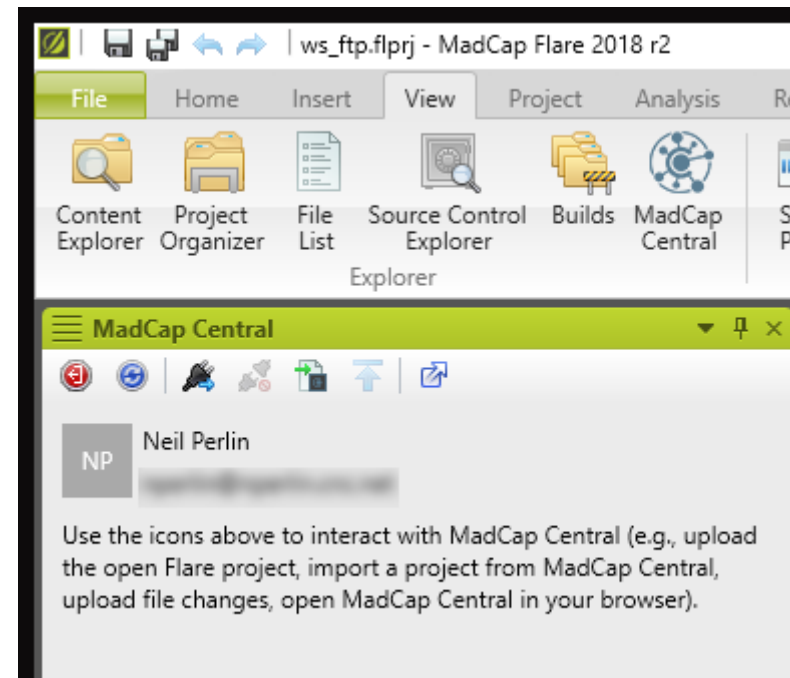 ws_ftp.flprj - MadCap Flare 2018 r2
File Home Insert View Project Analysis
Content Explorer Project Organizer File List Source Control Explorer Builds MadCap Central
Explorer
MadCap Central
NP Neil Perlin
Use the icons above to interact with MadCap Central (e.g., upload
the open Flare project, import a project from MadCap Central,
upload file changes, open MadCap Central in your browser).